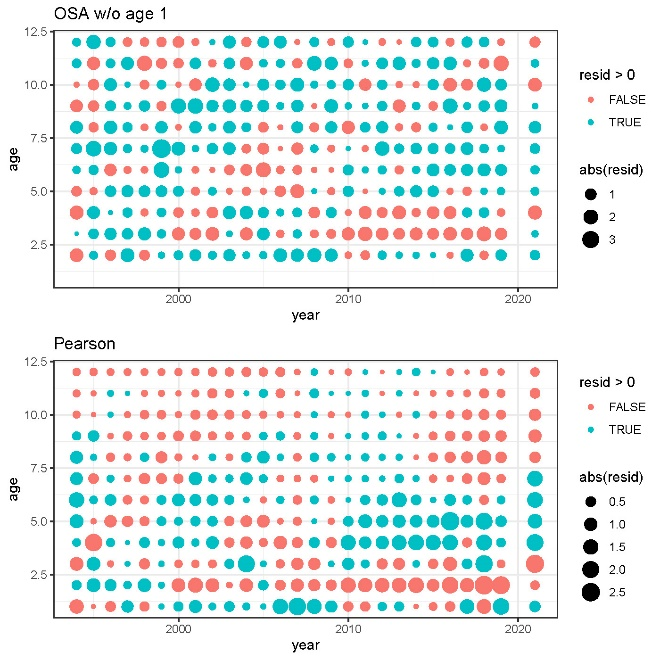 OSA w/o age 1
12.5
10.0
7.5
5.0
2.5
age
2000
2010
2020
year
resid > 0
FALSE
TRUE
abs(resid)
1
2
3
Pearson
12.5
10.0
7.5
5.0
2.5
age
2000
2010
2020
year
resid > 0
FALSE
TRUE
abs(resid)
0.5
1.0
1.5
2.0
2.5